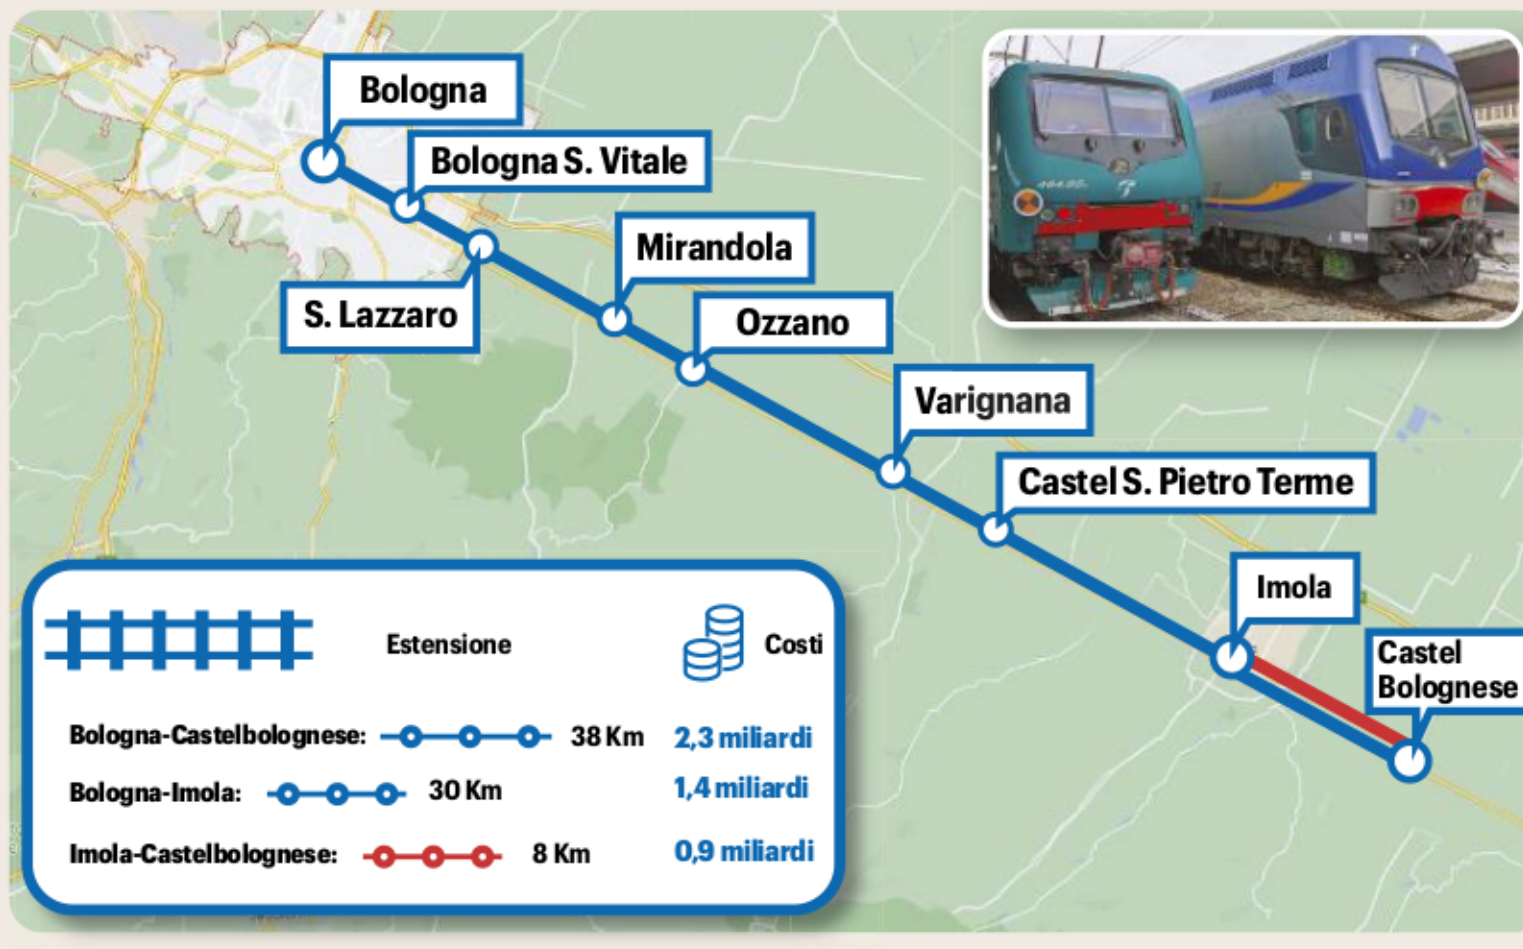 Bologna
Bologna S. Vitale
S. Lazzaro
Mirandola
Ozzano
Varignana
Castel S. Pietro Terme
Imola
Castel
Bolognese
Estensione
Costi
Bologna-Castelbolognese: 38 Km 2,3 miliardi
Bologna-Imola: 30 Km 1,4 miliardi
Imola-Castelbolognese: 8 Km 0,9 miliardi